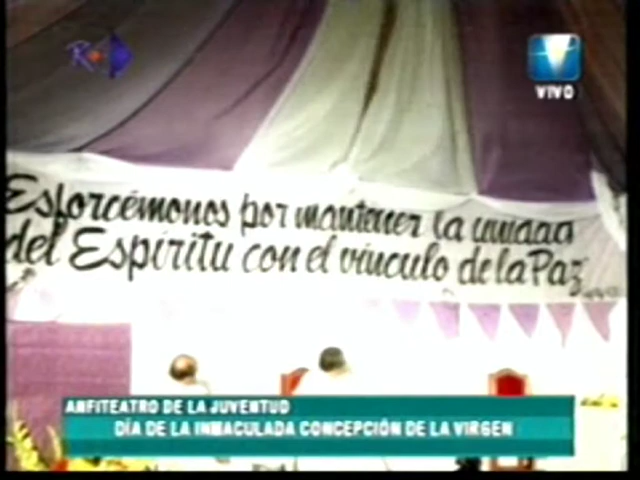 VIVO
Esforcémonos por mantener la unidad
del Espíritu con el vínculo de la Paz
ANFITEATRO DE LA JUVENTUD
DÍA DE LA INMACULADA CONCEPCIÓN DE LA VIRGEN